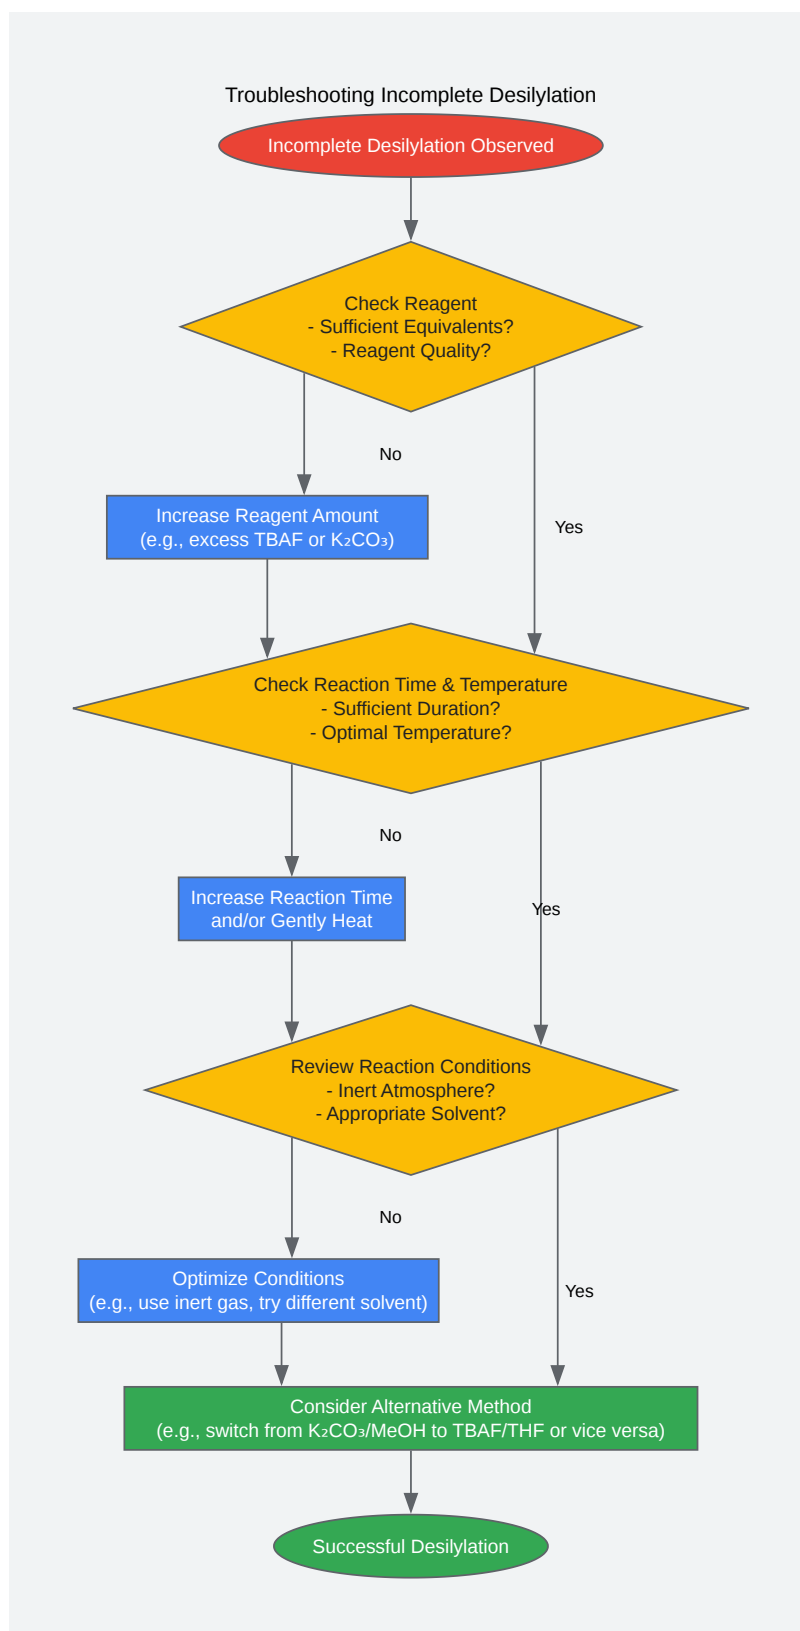 Troubleshooting Incomplete Desilylation
Incomplete Desilylation Observed
Check Reagent
- Sufficient Equivalents?
- Reagent Quality?
No
Yes
Increase Reagent Amount
(e.g., excess TBAF or K₂CO₃)
Check Reaction Time & Temperature
- Sufficient Duration?
- Optimal Temperature?
No
Yes
Increase Reaction Time
and/or Gently Heat
Review Reaction Conditions
- Inert Atmosphere?
- Appropriate Solvent?
No
Yes
Optimize Conditions
(e.g., use inert gas, try different solvent)
Consider Alternative Method
(e.g., switch from K₂CO₃/MeOH to TBAF/THF or vice versa)
Successful Desilylation